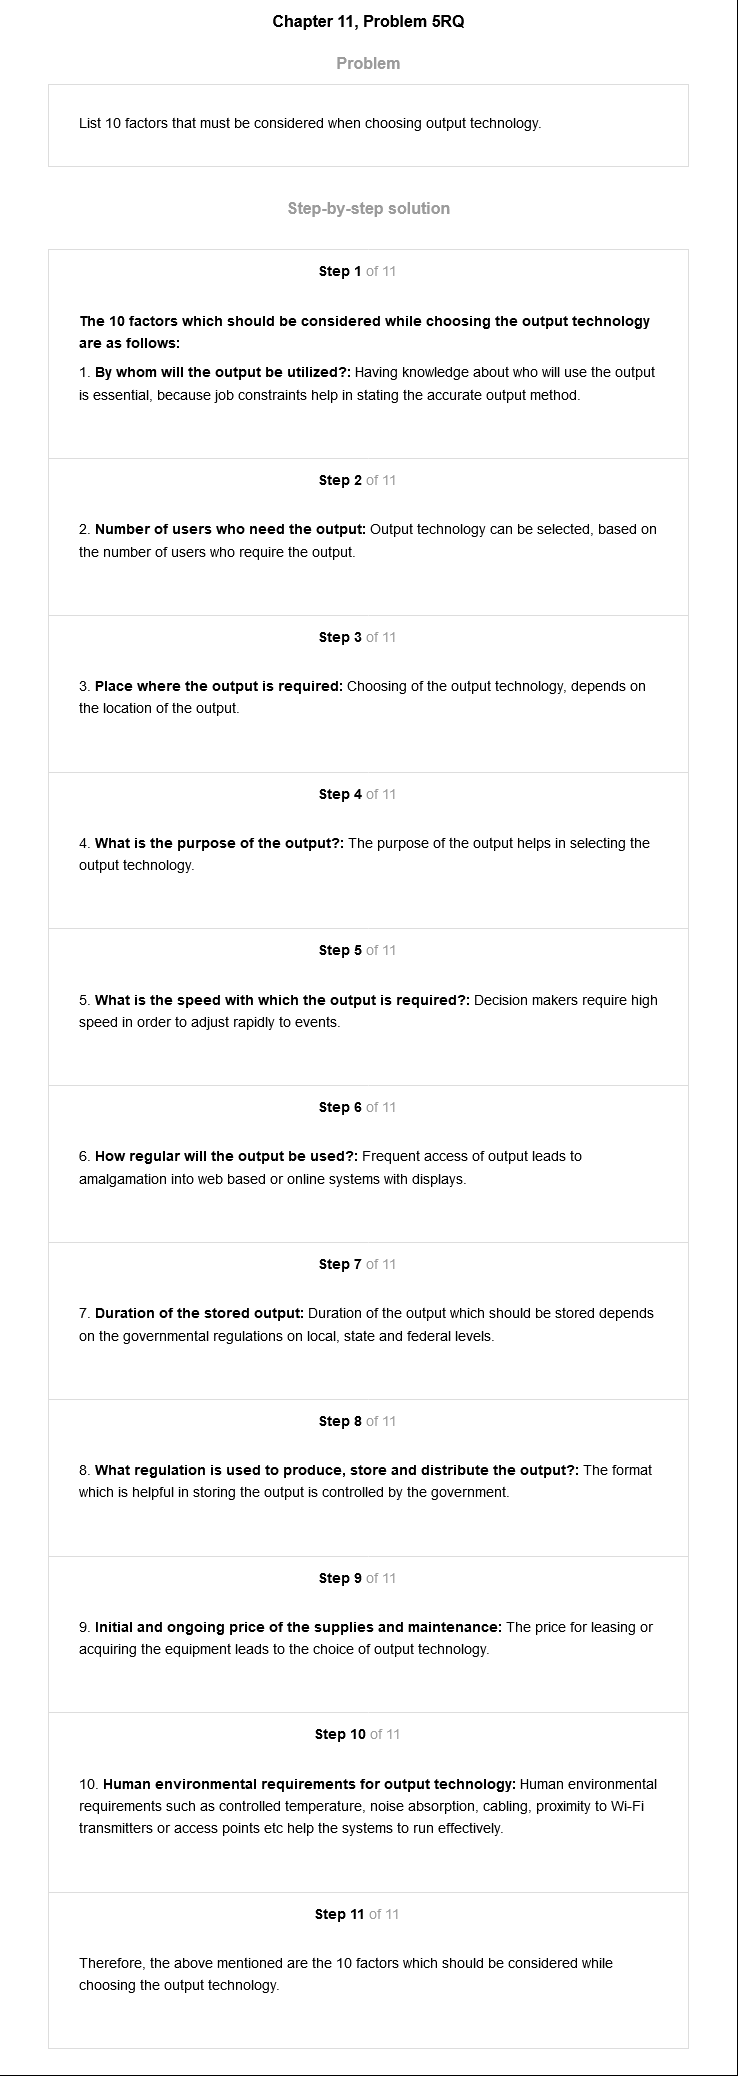 Chapter 11, Problem 5RQ
Problem
List 10 factors that must be considered when choosing output technology.
Step-by-step solution
Step 1 of 11
The 10 factors which should be considered while choosing the output technology
are as follows:
1. By whom will the output be utilized?: Having knowledge about who will use the output
is essential, because job constraints help in stating the accurate output method.
Step 2 of 11
2. Number of users who need the output: Output technology can be selected, based on
the number of users who require the output.
Step 3 of 11
3. Place where the output is required: Choosing of the output technology, depends on
the location of the output.
Step 4 of 11
4. What is the purpose of the output?: The purpose of the output helps in selecting the
output technology.
Step 5 of 11
5. What is the speed with which the output is required?: Decision makers require high
speed in order to adjust rapidly to events.
Step 6 of 11
6. How regular will the output be used?: Frequent access of output leads to
amalgamation into web based or online systems with displays.
Step 7 of 11
7. Duration of the stored output: Duration of the output which should be stored depends
on the governmental regulations on local, state and federal levels.
Step 8 of 11
8. What regulation is used to produce, store and distribute the output?: The format
which is helpful in storing the output is controlled by the government.
Step 9 of 11
9. Initial and ongoing price of the supplies and maintenance: The price for leasing or
acquiring the equipment leads to the choice of output technology.
Step 10 of 11
10. Human environmental requirements for output technology: Human environmental
requirements such as controlled temperature, noise absorption, cabling, proximity to Wi-Fi
transmitters or access points etc help the systems to run effectively.
Step 11 of 11
Therefore, the above mentioned are the 10 factors which should be considered while
choosing the output technology.